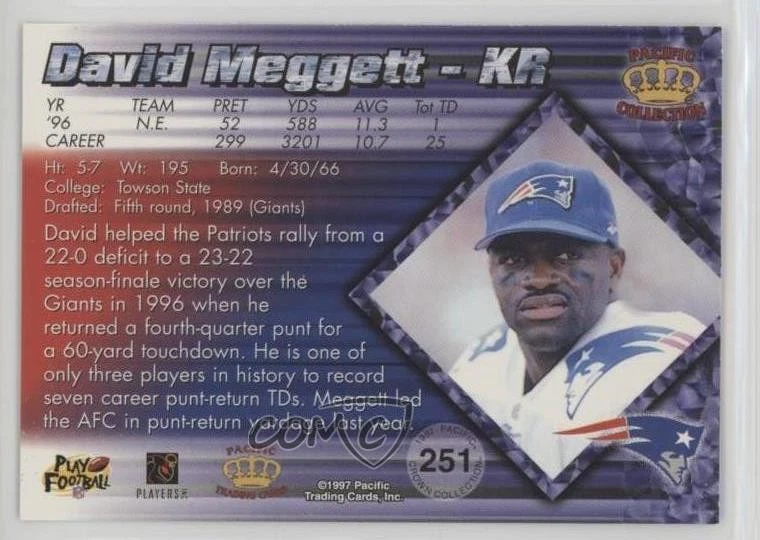 David Meggett - KR
PACIFIC
COLLECTION
YR TEAM PRET YDS AVG Tot TD
'96 N.E. 52 588 11.3 1
CAREER 299 3201 10.7 25
Ht: 5-7 Wt: 195 Born: 4/30/66
College: Towson State
Drafted: Fifth round, 1989 (Giants)
David helped the Patriots rally from a
22-0 deficit to a 23-22
season-finale victory over the
Giants in 1996 when he
returned a fourth-quarter punt for
a 60-yard touchdown. He is one of
only three players in history to record
seven career punt-return TDs. Meggett led
the AFC in punt-return yardage last year.
COMC
PLAY
FOOTBALL
PLAYERS INC
PACIFIC
TRADING CARDS
©1997 Pacific
Trading Cards, Inc.
1997 PACIFIC
251
CROWN COLLECTION